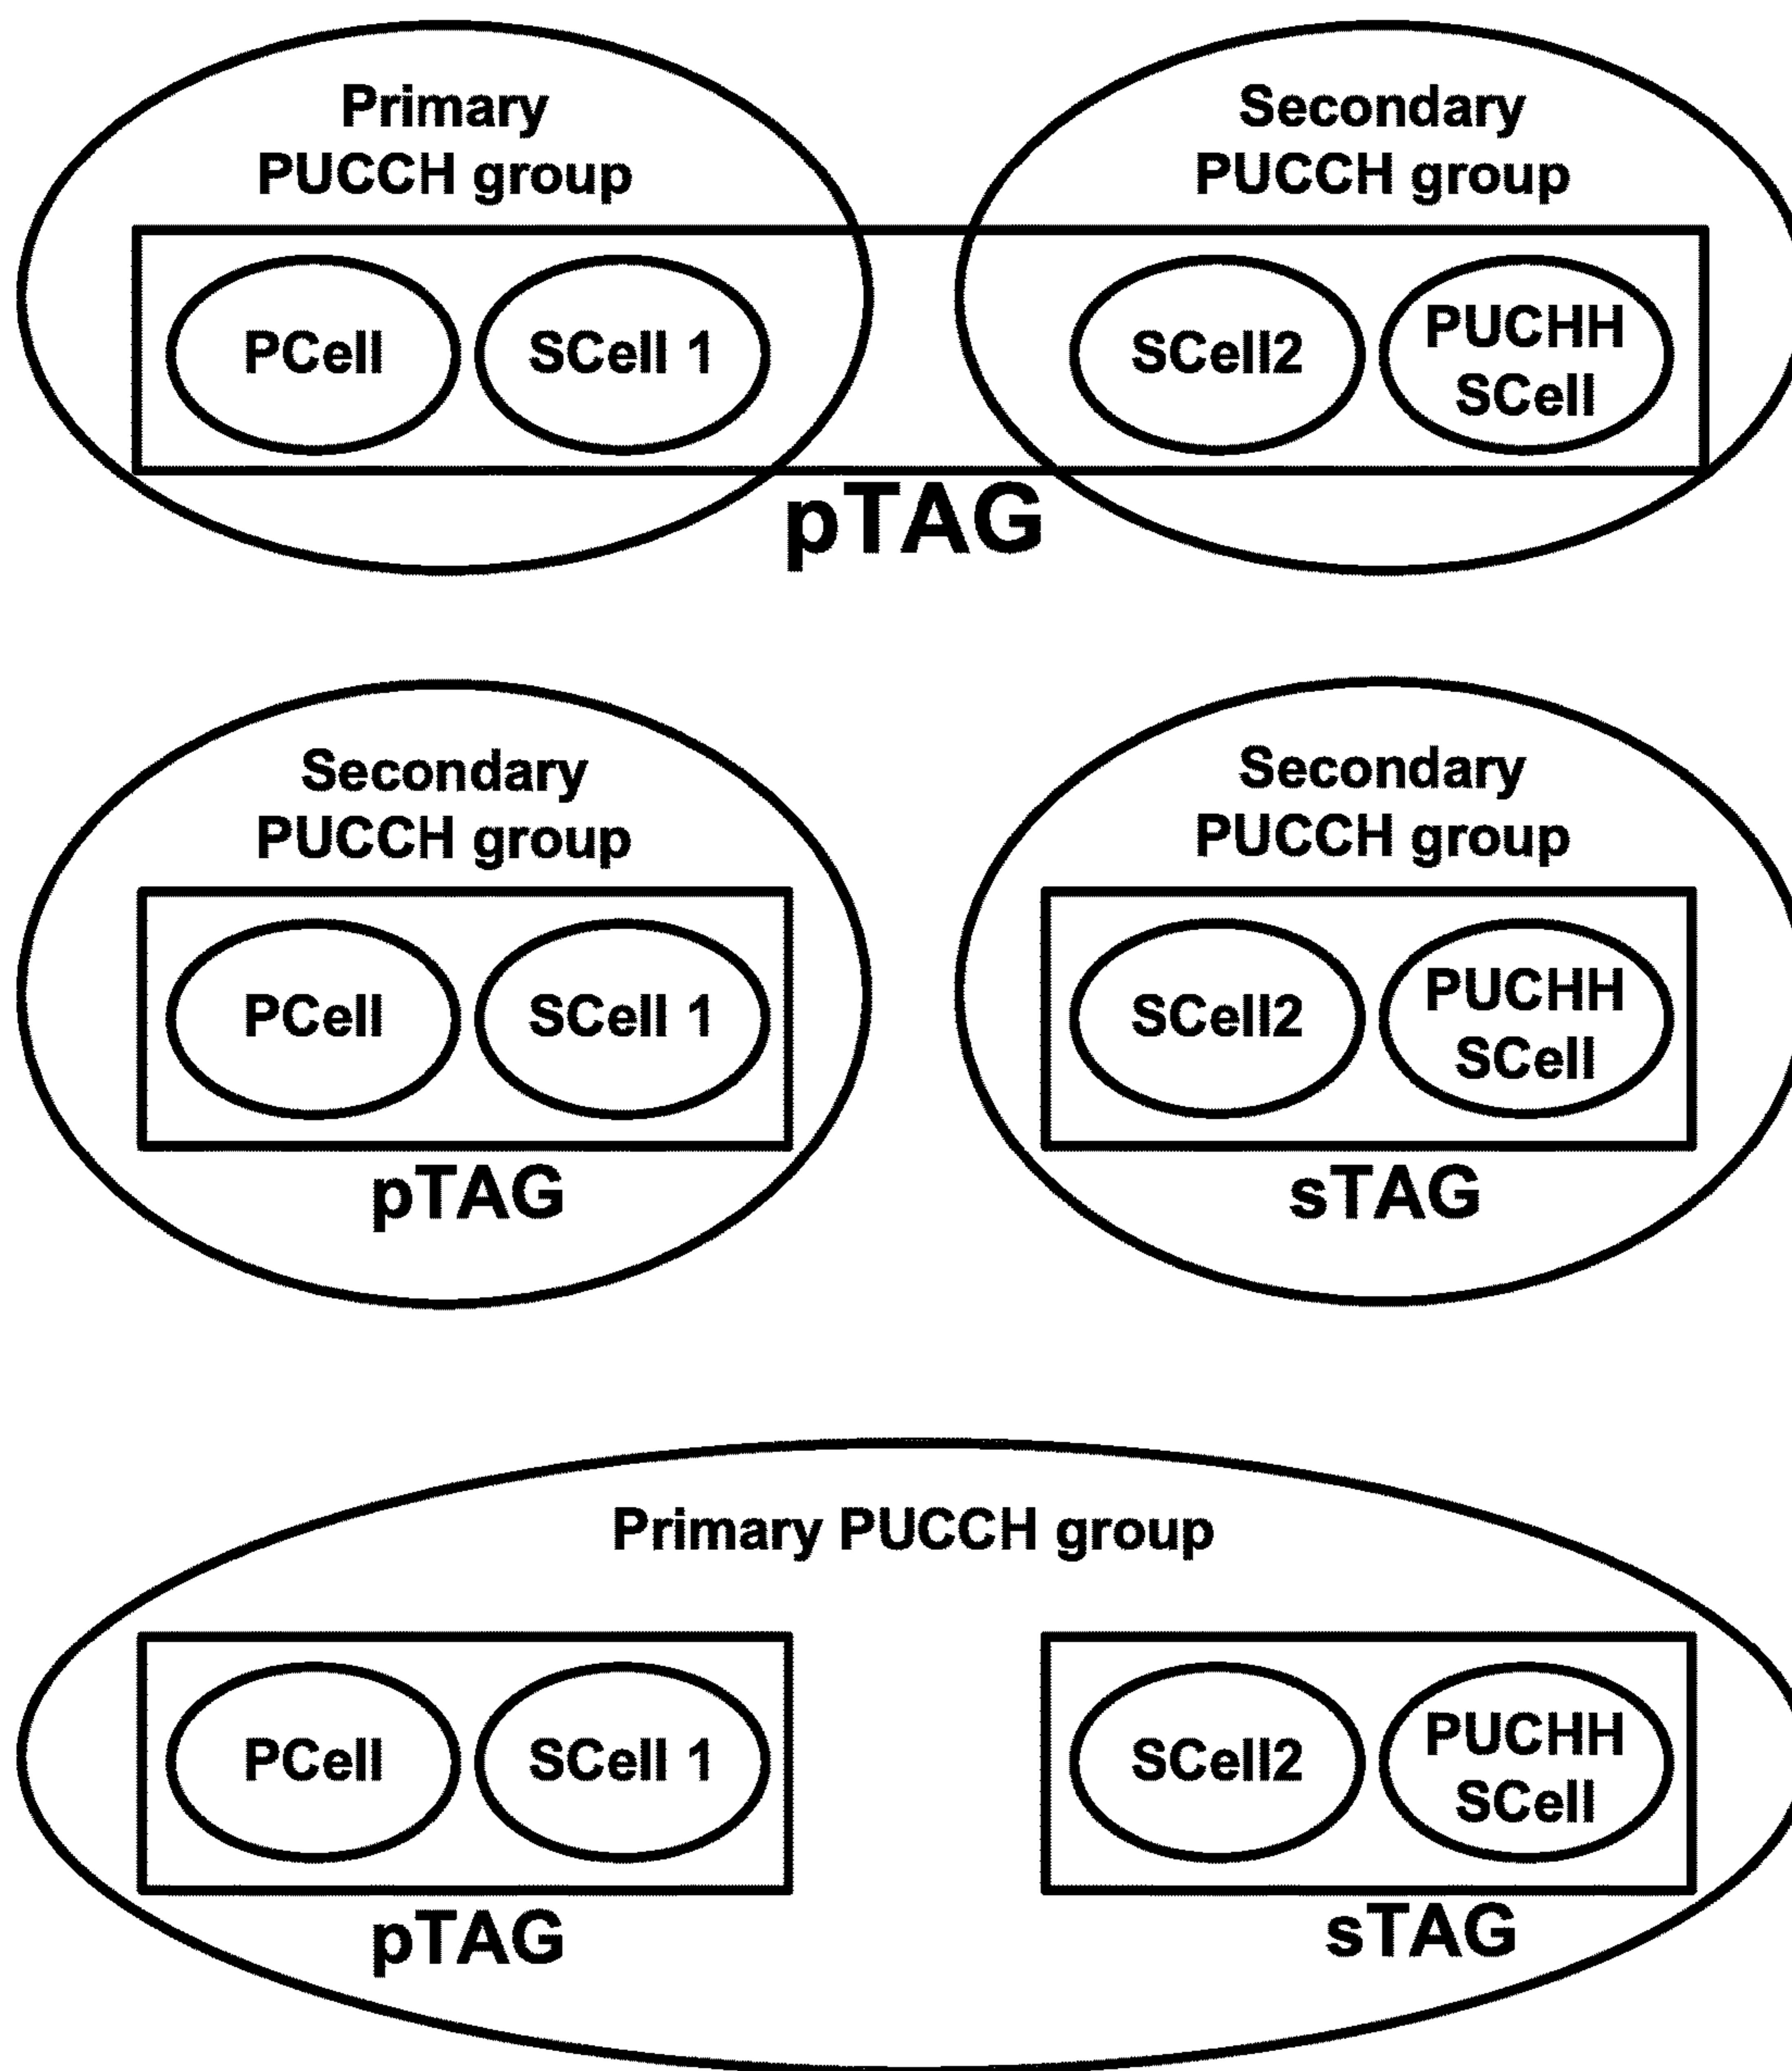 Primary
PUCCH group
Secondary
PUCCH group
PCell
SCell 1
SCell2
PUCHH
SCell
pTAG
Secondary
PUCCH group
Secondary
PUCCH group
PCell
SCell 1
SCell2
PUCHH
SCell
pTAG
sTAG
Primary PUCCH group
PCell
SCell 1
SCell2
PUCHH
SCell
pTAG
sTAG